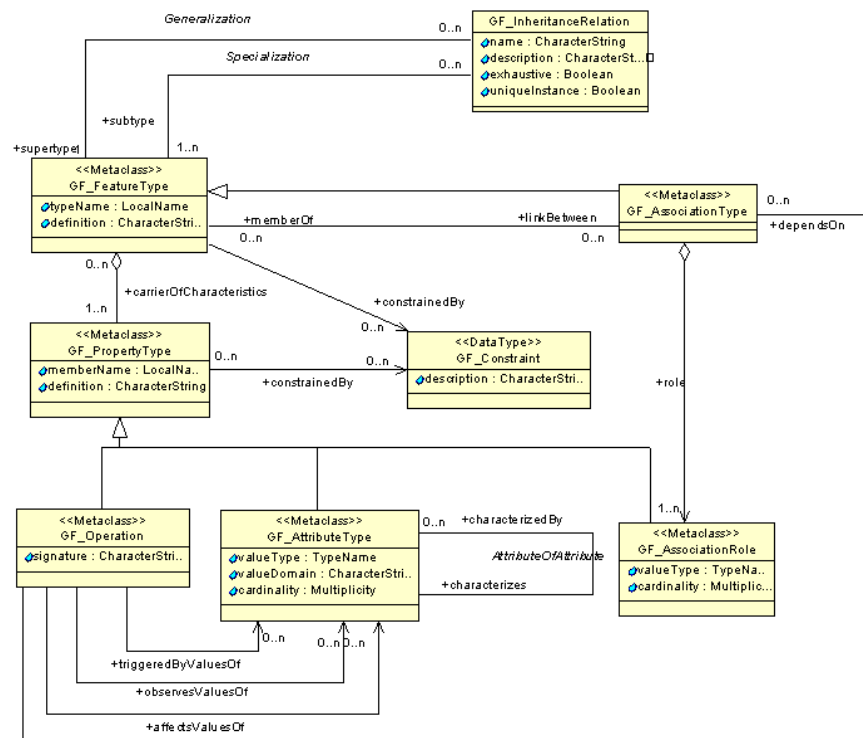 Generalization
0..n
GF_InheritanceRelation
name : CharacterString
description : CharacterSt...
exhaustive : Boolean
uniqueInstance : Boolean
Specialization
0..n
+subtype
+supertype
1
1..n
<<Metaclass>>
GF_FeatureType
typeName : LocalName
definition : CharacterStri..
<<Metaclass>>
GF_AssociationType
0..n
+dependsOn
+memberOf
0..n
+linkBetween
0..n
0..n
+carrierOfCharacteristics
1..n
+constrainedBy
0..n
<<Metaclass>>
GF_PropertyType
memberName : LocalNa..
definition : CharacterString
0..n
0..n
+constrainedBy
<<DataType>>
GF_Constraint
description : CharacterStri..
+role
1..n
<<Metaclass>>
GF_Operation
signature : CharacterStri..
<<Metaclass>>
GF_AttributeType
valueType : TypeName
valueDomain : CharacterStri..
cardinality : Multiplicity
0..n
+characterizedBy
AttributeOfAttribute
+characterizes
<<Metaclass>>
GF_AssociationRole
valueType : TypeNa..
cardinality : Multiplic...
0..n
0..n
0..n
+triggeredByValuesOf
+observesValuesOf
+affectsValuesOf